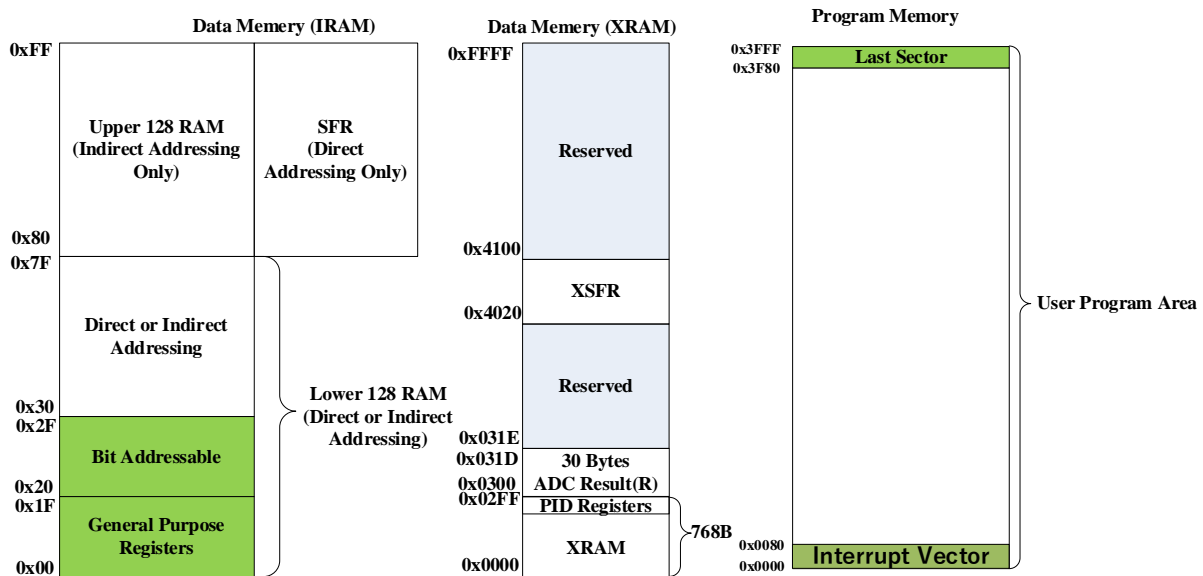 Data Memory (IRAM)
0xFF
Upper 128 RAM
(Indirect Addressing
Only)
SFR
(Direct
Addressing Only)
0x80
0x7F
Direct or Indirect
Addressing
0x30
0x2F
Bit Addressable
0x20
0x1F
General Purpose
Registers
0x00
Lower 128 RAM
(Direct or Indirect
Addressing)
Data Memory (XRAM)
0xFFFF
Reserved
0x4100
XSFR
0x4020
Reserved
0x031E
0x031D
30 Bytes
ADC Result(R)
0x0300
0x02FF
PID Registers
XRAM
0x0000
768B
Program Memory
0x3FFF
Last Sector
0x3F80
User Program Area
0x0080
Interrupt Vector
0x0000